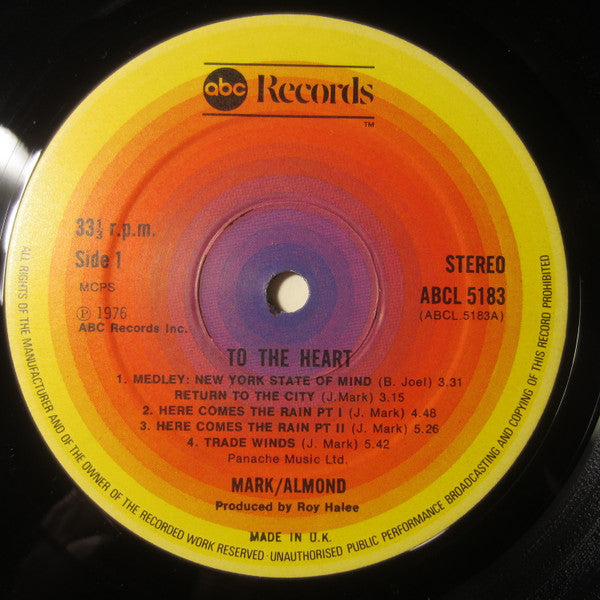 abc Records
TM
33⅓ r.p.m.
Side 1
MCPS
Ⓟ 1976
ABC Records Inc.
STEREO
ABCL 5183
(ABCL.5183A)
TO THE HEART
1. MEDLEY: NEW YORK STATE OF MIND (B. Joel) 3.31
RETURN TO THE CITY (J.Mark) 3.15
2. HERE COMES THE RAIN PT I (J. Mark) 4.48
3. HERE COMES THE RAIN PT II (J. Mark) 5.26
4. TRADE WINDS (J. Mark) 5.42
Panache Music Ltd.
MARK/ALMOND
Produced by Roy Halee
MADE IN U.K.
ALL RIGHTS OF THE MANUFACTURER AND OF THE OWNER OF THE RECORDED WORK RESERVED · UNAUTHORISED PUBLIC PERFORMANCE BROADCASTING AND COPYING OF THIS RECORD PROHIBITED